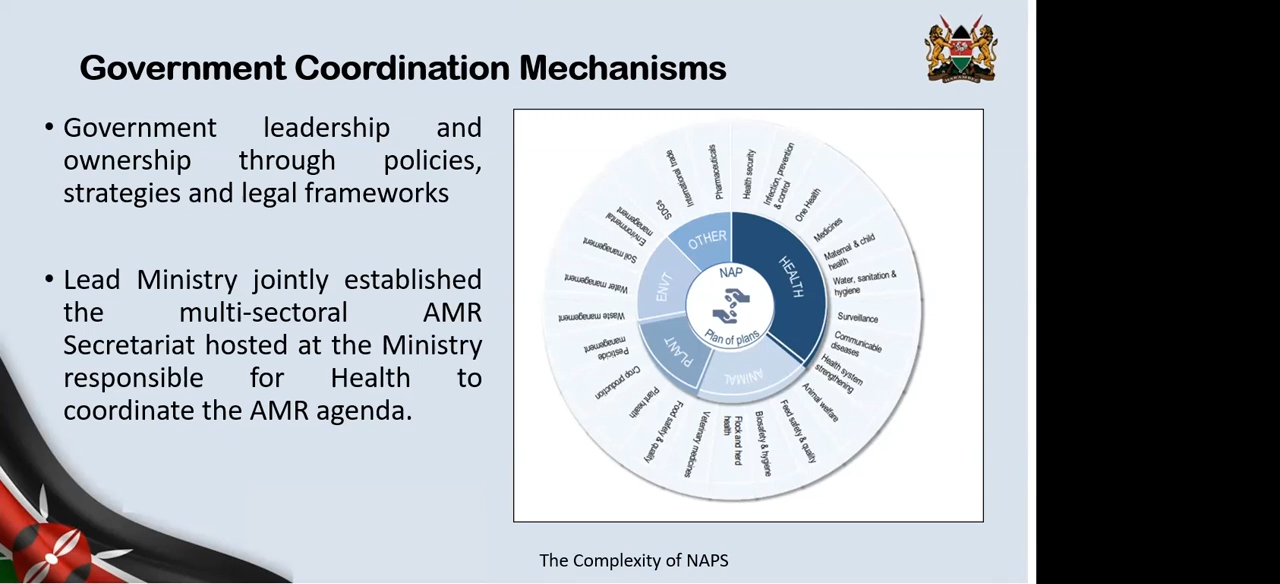 Government Coordination Mechanisms
• Government leadership and
ownership through policies,
strategies and legal frameworks
• Lead Ministry jointly established
the multi-sectoral AMR
Secretariat hosted at the Ministry
responsible for Health to
coordinate the AMR agenda.
NAP
Plan of plans
HEALTH
ANIMAL
PLANT
ENVT
OTHER
Health security
Infection, prevention
& control
One Health
Medicines
Maternal & child
health
Water, sanitation &
hygiene
Surveillance
Communicable
diseases
Health system
strengthening
Animal welfare
Feed safety & quality
Biosafety & hygiene
Flock and herd
health
Veterinary medicines
Food safety & quality
Plant health
Crop production
Pesticide
management
Waste management
Water management
Soil management
Environmental
management
SDGs
International trade
Pharmaceuticals
The Complexity of NAPS